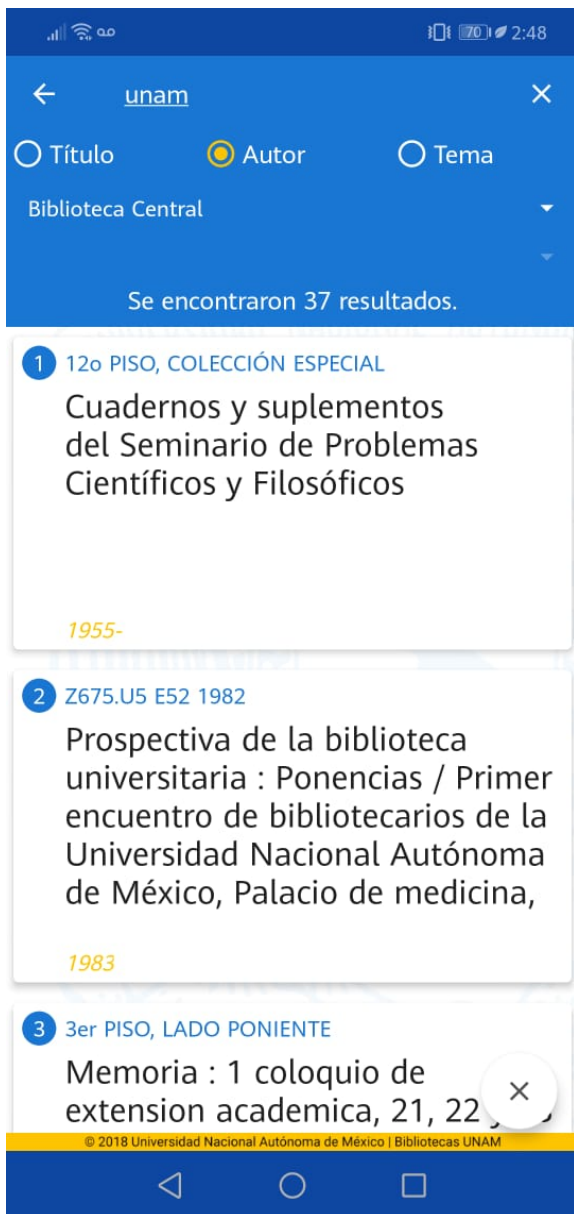 70 2:48
unam
Título Autor Tema
Biblioteca Central
Se encontraron 37 resultados.
1 12o PISO, COLECCIÓN ESPECIAL
Cuadernos y suplementos
del Seminario de Problemas
Científicos y Filosóficos
1955-
2 Z675.U5 E52 1982
Prospectiva de la biblioteca
universitaria : Ponencias / Primer
encuentro de bibliotecarios de la
Universidad Nacional Autónoma
de México, Palacio de medicina,
1983
3 3er PISO, LADO PONIENTE
Memoria : 1 coloquio de
extension academica, 21, 22
© 2018 Universidad Nacional Autónoma de México | Bibliotecas UNAM